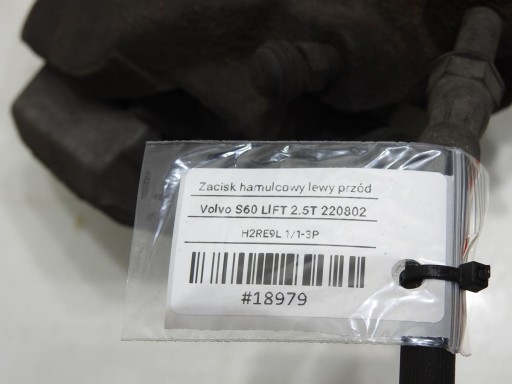 Zacisk hamulcowy lewy przód
Volvo S60 LIFT 2.5T 220802
H2RE9L 1/1-3P
#18979